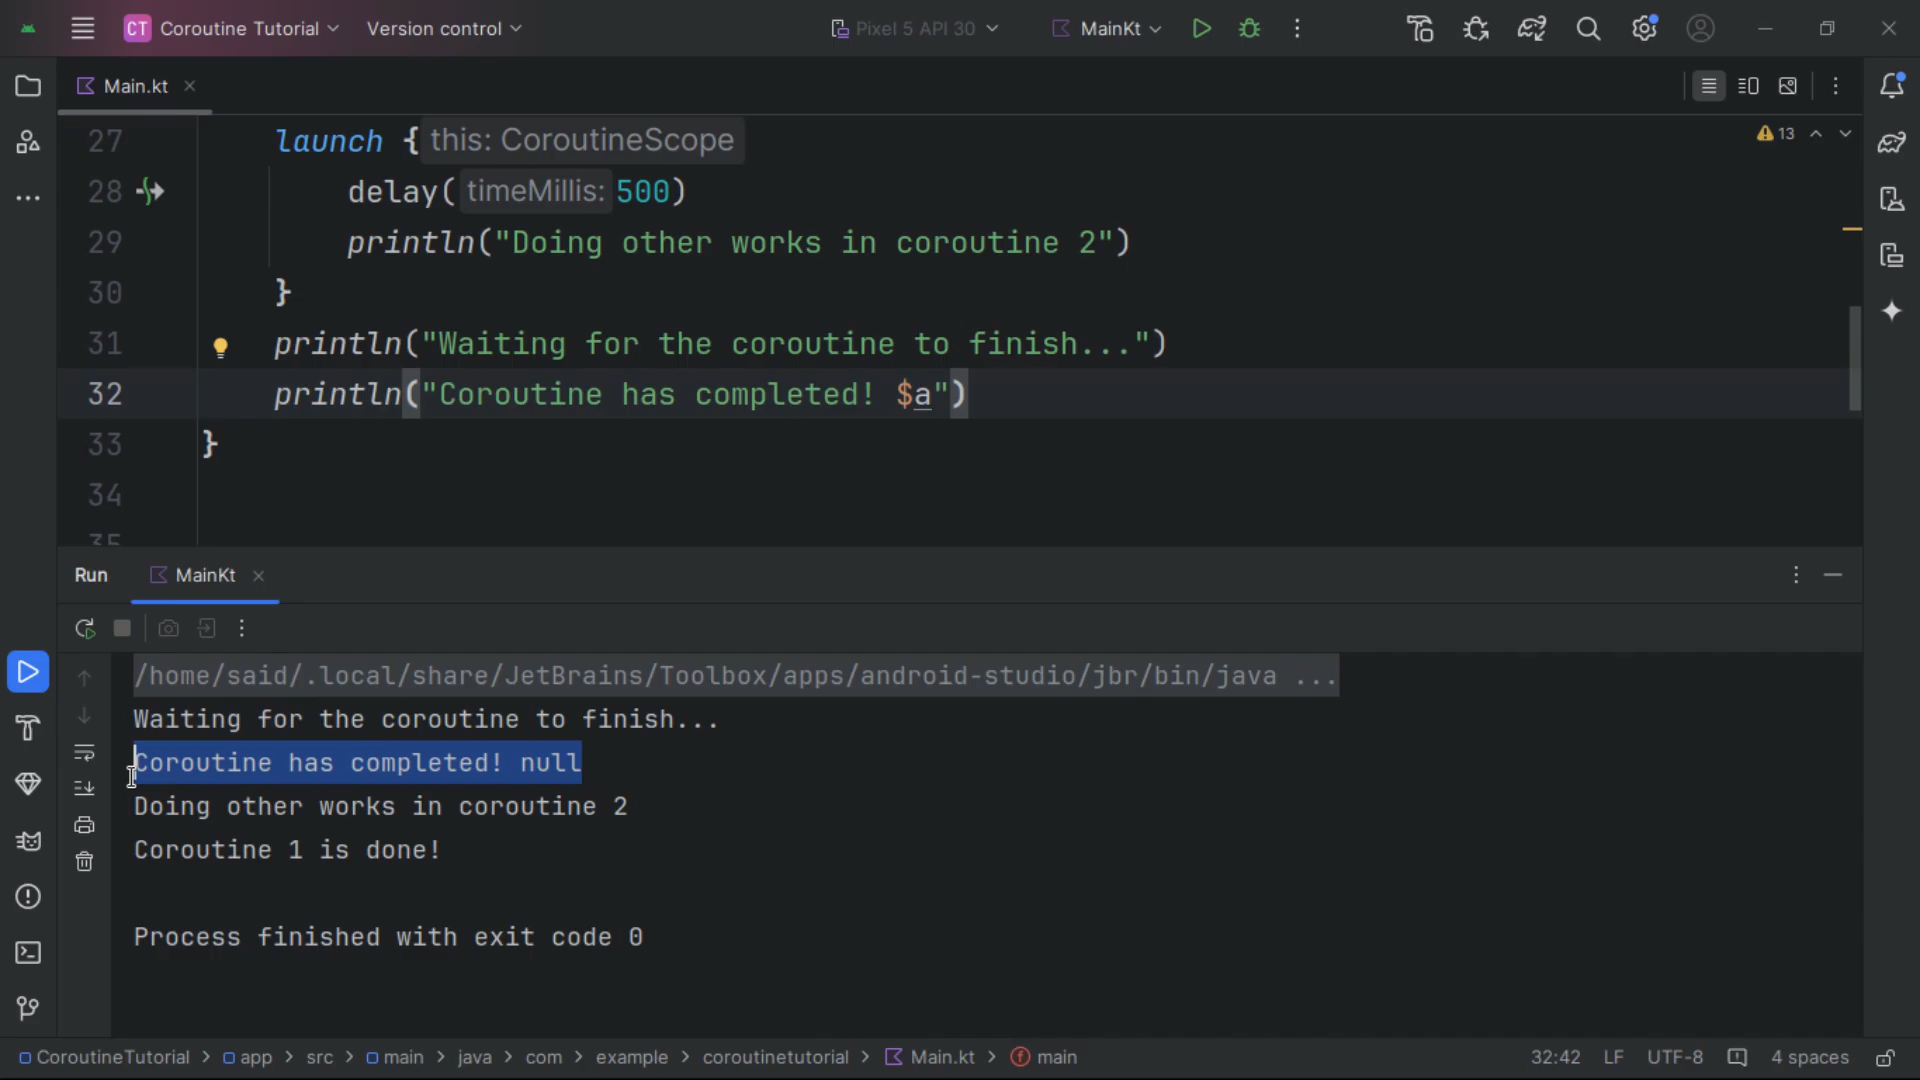 CT Coroutine Tutorial Version control Pixel 5 API 30 MainKt
Main.kt
27 launch { this: CoroutineScope
13
28 delay( timeMillis: 500)
29 println("Doing other works in coroutine 2")
30 }
31 println("Waiting for the coroutine to finish...")
32 println("Coroutine has completed! $a")
33 }
34
35
Run MainKt
/home/said/.local/share/JetBrains/Toolbox/apps/android-studio/jbr/bin/java ...
Waiting for the coroutine to finish...
Coroutine has completed! null
Doing other works in coroutine 2
Coroutine 1 is done!
Process finished with exit code 0
CoroutineTutorial > app > src > main > java > com > example > coroutinetutorial > Main.kt > main 32:42 LF UTF-8 4 spaces